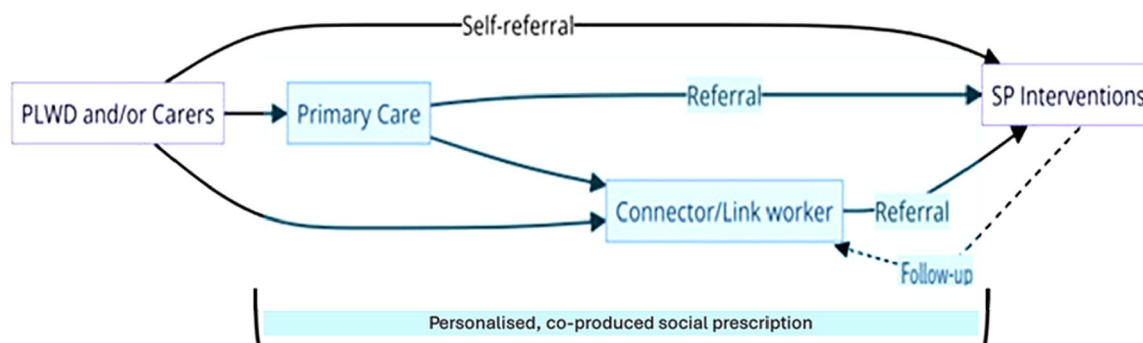 Self-referral
PLWD and/or Carers
Primary Care
Referral
SP Interventions
Connector/Link worker
Referral
Follow-up
Personalised, co-produced social prescription